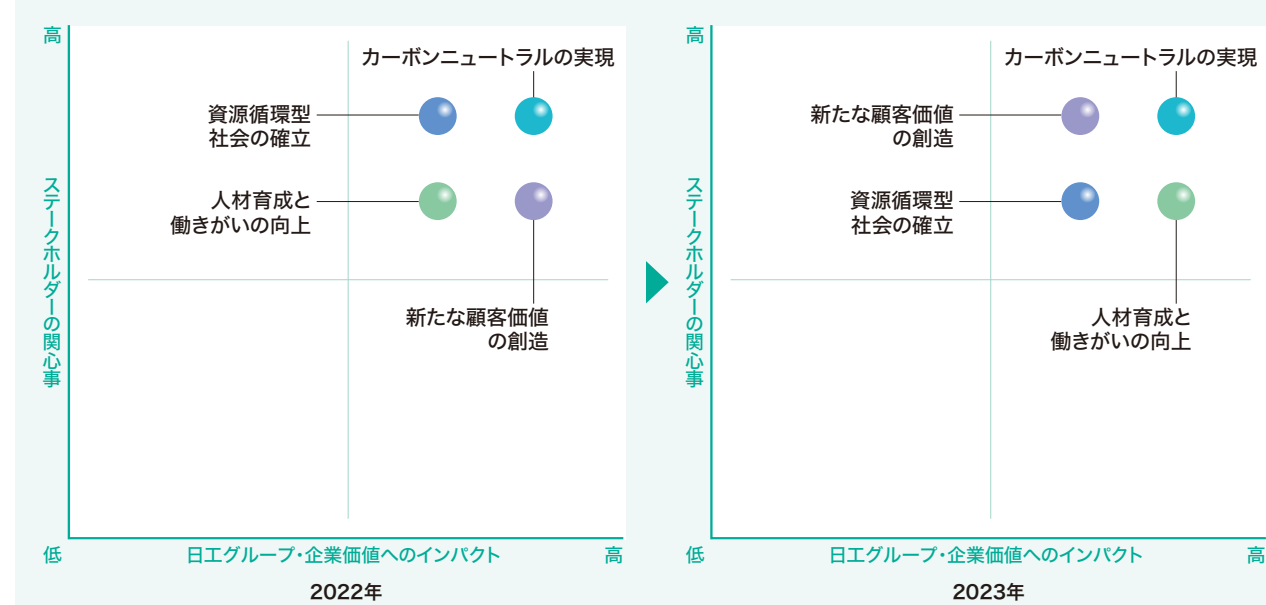 高
カーボンニュートラルの実現
資源循環型
社会の確立
人材育成と
働きがいの向上
新たな顧客価値
の創造
ステークホルダーの関心事
低
日工グループ・企業価値へのインパクト
高
2022年
高
カーボンニュートラルの実現
新たな顧客価値
の創造
資源循環型
社会の確立
人材育成と
働きがいの向上
ステークホルダーの関心事
低
日工グループ・企業価値へのインパクト
高
2023年